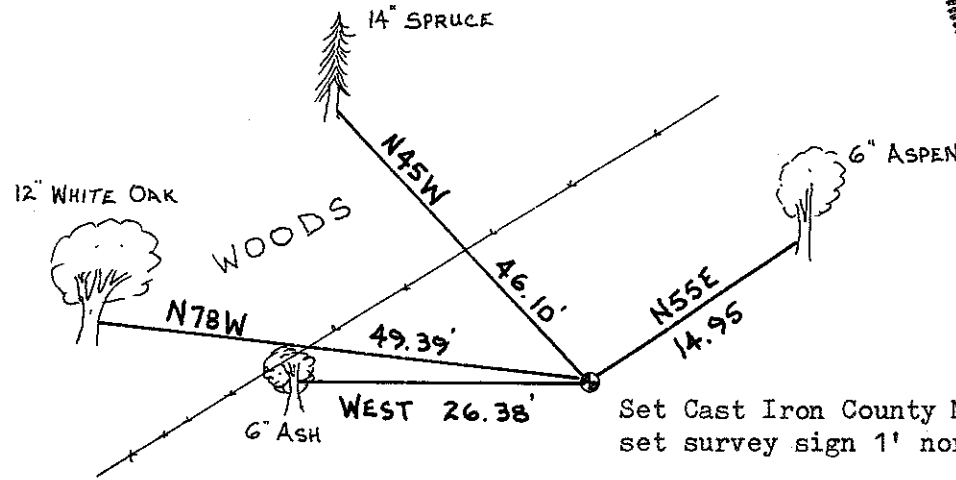 14" SPRUCE
6" ASPEN
12" WHITE OAK
WOODS
N45W
46.10'
N55E
14.95
N78W
49.39'
WEST 26.38'
6" ASH
Set Cast Iron County
set survey sign 1'